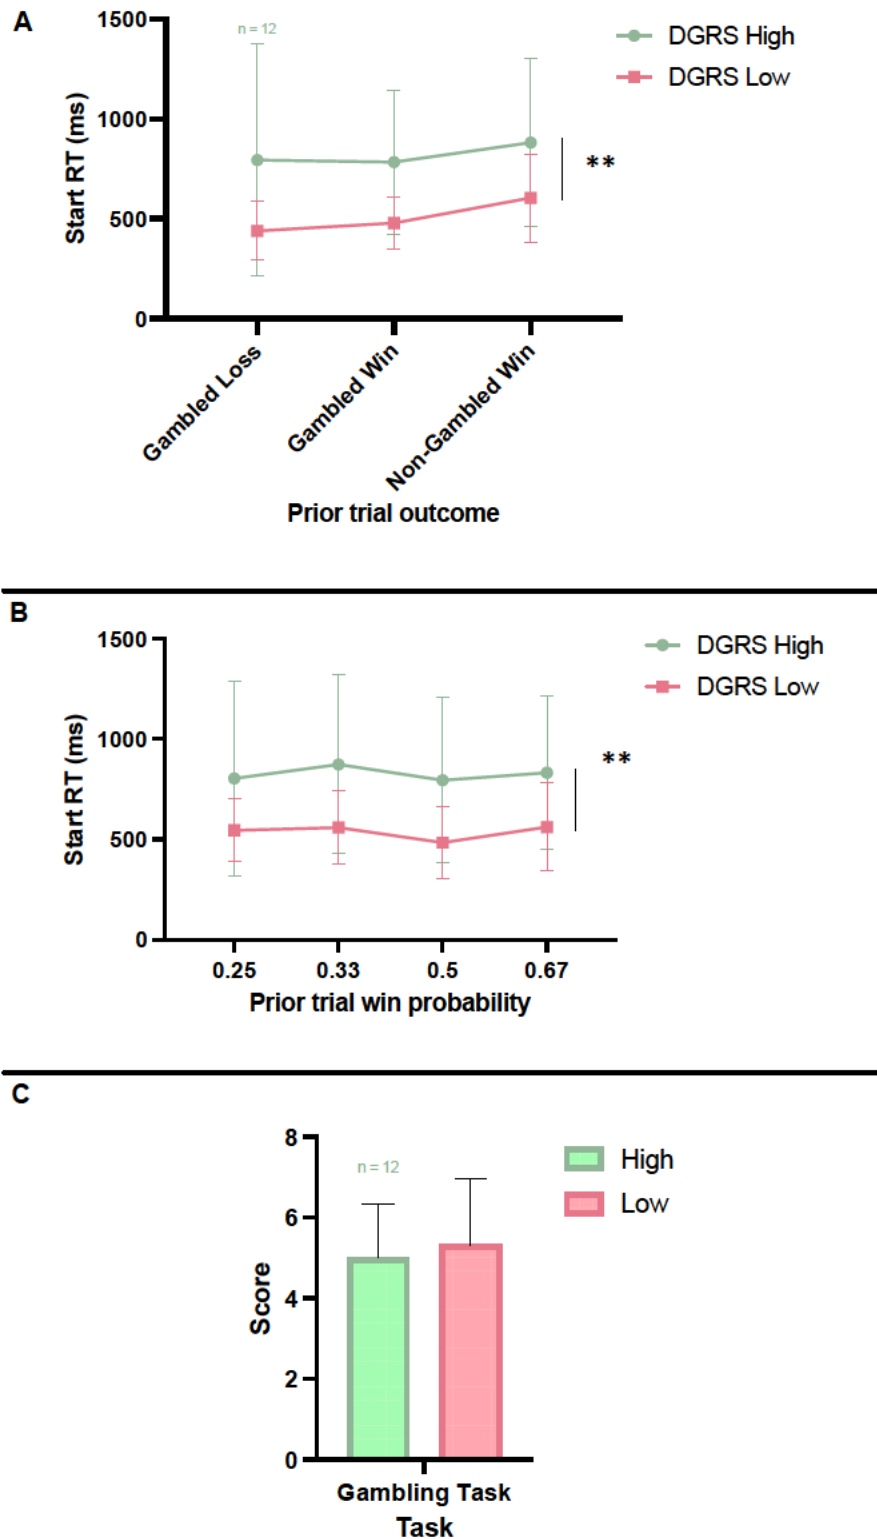 A
1500
n = 12
DGRS High
DGRS Low
1000
**
500
0
Start RT (ms)
Gambled Loss
Gambled Win
Non-Gambled Win
Prior trial outcome
B
1500
DGRS High
DGRS Low
1000
**
500
0
Start RT (ms)
0.25 0.33 0.5 0.67
Prior trial win probability
C
8
n = 12
High
Low
6
4
2
0
Score
Gambling Task
Task